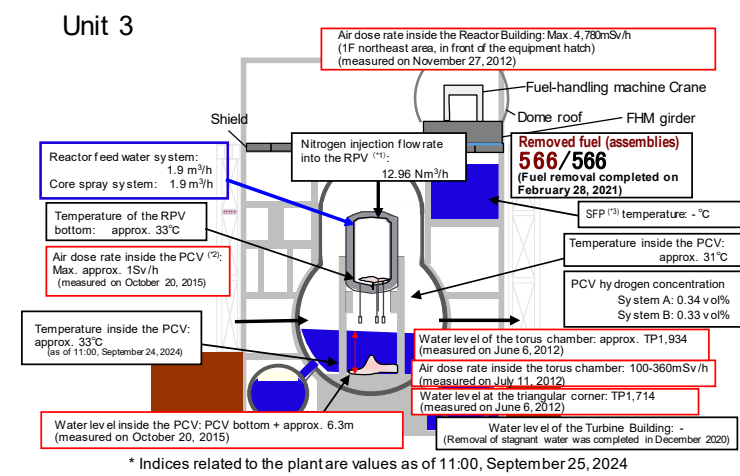 Unit 3
Air dose rate inside the Reactor Building: Max. 4,780mSv/h
(1F northeast area, in front of the equipment hatch)
(measured on November 27, 2012)
Fuel-handling machine Crane
Dome roof
FHM girder
Shield
Nitrogen injection flow rate
into the RPV (*1):
12.96 Nm3/h
Removed fuel (assemblies)
566/566
(Fuel removal completed on
February 28, 2021)
Reactor feed water system:
1.9 m3/h
Core spray system: 1.9 m3/h
SFP (*3) temperature: - oC
Temperature of the RPV
bottom: approx. 33oC
Temperature inside the PCV:
approx. 31oC
Air dose rate inside the PCV (*2):
Max. approx. 1Sv/h
(measured on October 20, 2015)
PCV hydrogen concentration
System A: 0.34 vol%
System B: 0.33 vol%
Temperature inside the PCV:
approx. 33oC
(as of 11:00, September 24, 2024)
Water level of the torus chamber: approx. TP1,934
(measured on June 6, 2012)
Air dose rate inside the torus chamber: 100-360mSv/h
(measured on July 11, 2012)
Water level at the triangular corner: TP1,714
(measured on June 6, 2012)
Water level inside the PCV: PCV bottom + approx. 6.3m
(measured on October 20, 2015)
Water level of the Turbine Building: -
(Removal of stagnant water was completed in December 2020)
* Indices related to the plant are values as of 11:00, September 25, 2024